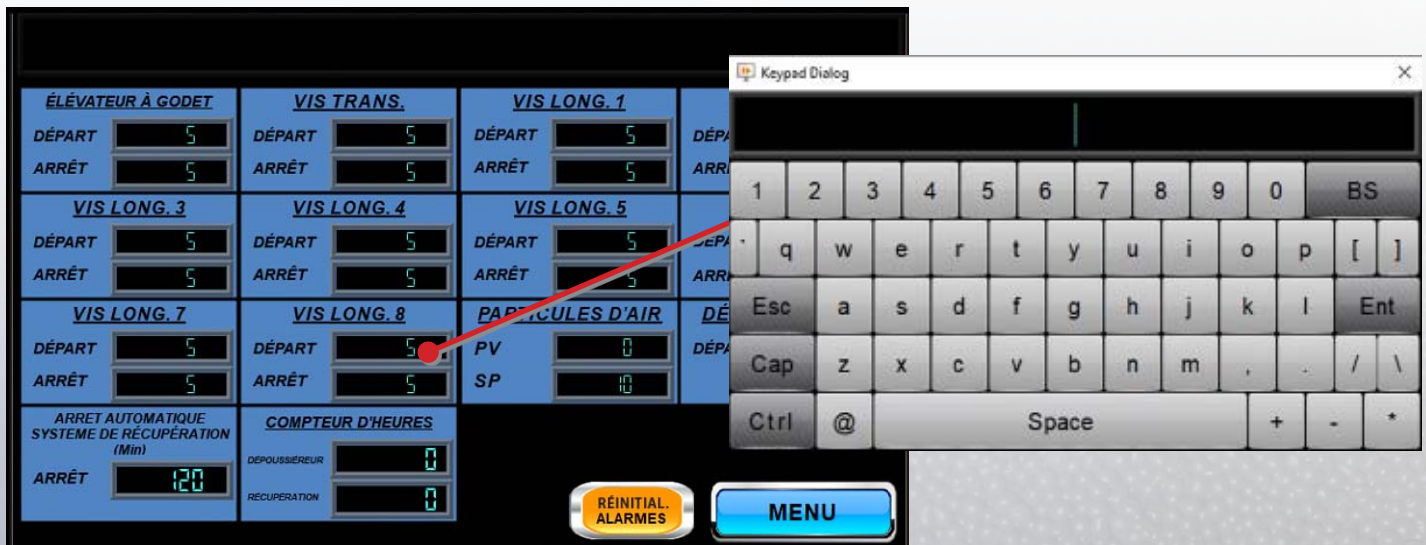 ÉLÉVATEUR À GODET
DÉPART 5
ARRÊT 5
VIS TRANS.
DÉPART 5
ARRÊT 5
VIS LONG. 1
DÉPART 5
ARRÊT 5
VIS LONG. 3
DÉPART 5
ARRÊT 5
VIS LONG. 4
DÉPART 5
ARRÊT 5
VIS LONG. 5
DÉPART 5
ARRÊT 5
VIS LONG. 7
DÉPART 5
ARRÊT 5
VIS LONG. 8
DÉPART 5
ARRÊT 5
PARTICULES D'AIR
PV 0
SP 10
ARRET AUTOMATIQUE
SYSTEME DE RÉCUPÉRATION
(Min)
ARRÊT 120
COMPTEUR D'HEURES
DÉPOUSSIÉREUR 0
RÉCUPÉRATION 0
RÉINITIAL.
ALARMES
MENU
Keypad Dialog
1 2 3 4 5 6 7 8 9 0 BS
q w e r t y u i o p [ ]
Esc a s d f g h j k l Ent
Cap z x c v b n m , . / \
Ctrl @ Space + - *